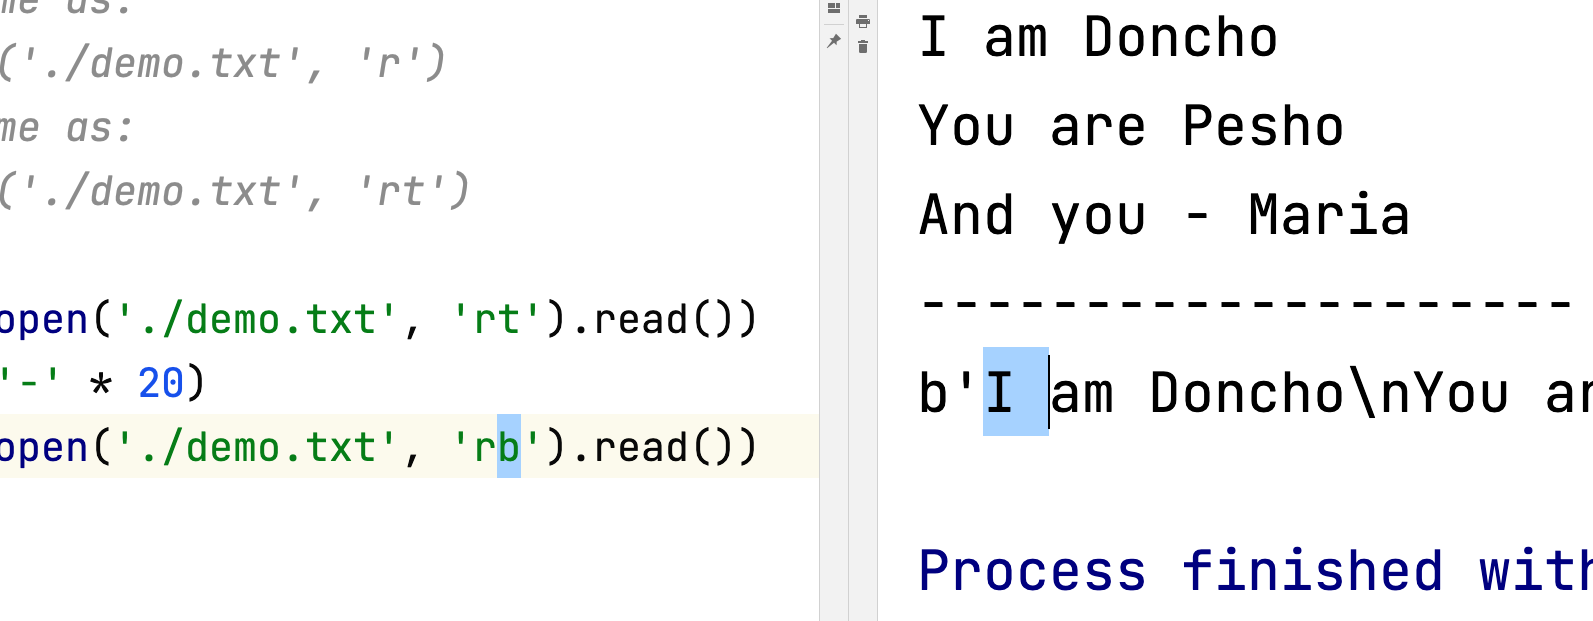 me as:
('./demo.txt', 'r')
me as:
('./demo.txt', 'rt')
open('./demo.txt', 'rt').read())
'-' * 20)
open('./demo.txt', 'rb').read())
I am Doncho
You are Pesho
And you - Maria
--------------------
b'I am Doncho\nYou ar
Process finished with